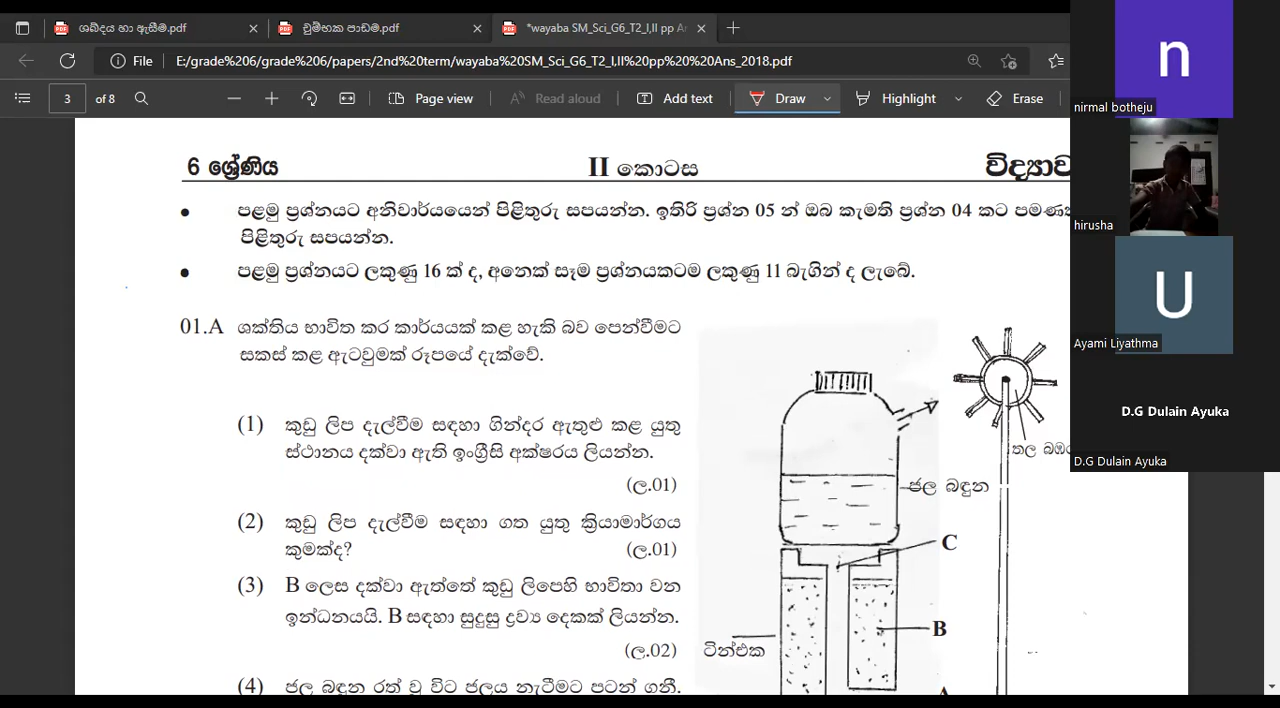 ශබ්දය හා ඇසීම.pdf
චුම්භක පාඩම.pdf
*wayaba SM_Sci_G6_T2_I,II pp A
File E:/grade%206/grade%206/papers/2nd term/wayaba%20SM_Sci_G6_T2_I,II%20pp%20%20Ans_2018.pdf
3 of 8
Page view
Read aloud
Add text
Draw
Highlight
Erase
n
nirmal botheju
hirusha
U
Ayami Liyathma
D.G Dulain Ayuka
D.G Dulain Ayuka
6 ශ්‍රේණිය II කොටස
• පළමු ප්‍රශ්නයට අනිවාර්යයෙන් පිළිතුරු සපයන්න. ඉතිරි ප්‍රශ්න 05 න් ඔබ කැමති ප්‍රශ්න 04 කට
පිළිතුරු සපයන්න.
• පළමු ප්‍රශ්නයට ලකුණු 16 ක් ද, අනෙක් සෑම ප්‍රශ්නයකටම ලකුණු 11 බැගින් ද ලැබේ.
01.A ශක්තිය භාවිත කර කාර්යයක් කළ හැකි බව පෙන්වීමට
සකස් කළ ඇටවුමක් රූපයේ දැක්වේ.
(1) කුඩු ලිප දැල්වීම සඳහා ගින්දර ඇතුළු කළ යුතු
ස්ථානය දක්වා ඇති ඉංග්‍රීසි අක්ෂරය ලියන්න.
(ල.01)
(2) කුඩු ලිප දැල්වීම සඳහා ගත යුතු ක්‍රියාමාර්ගය
කුමක්ද? (ල.01)
(3) B ලෙස දක්වා ඇත්තේ කුඩු ලිපෙහි භාවිතා වන
ඉන්ධනයයි. B සඳහා සුදුසු ද්‍රව්‍ය දෙකක් ලියන්න.
(ල.02)
(4) ජල බඳුන රත් වූ විට ජලය නැටීමට පටන් ගනී.
තල
ජල බඳුන
C
B
ටින්එක